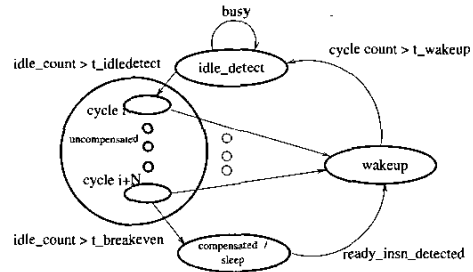 busy
idle_count > t_idledetect
cycle count > t_wakeup
idle_detect
cycle i
uncompensated
wakeup
cycle i+N
idle_count > t_breakeven
compensated /
sleep
ready_insn_detected